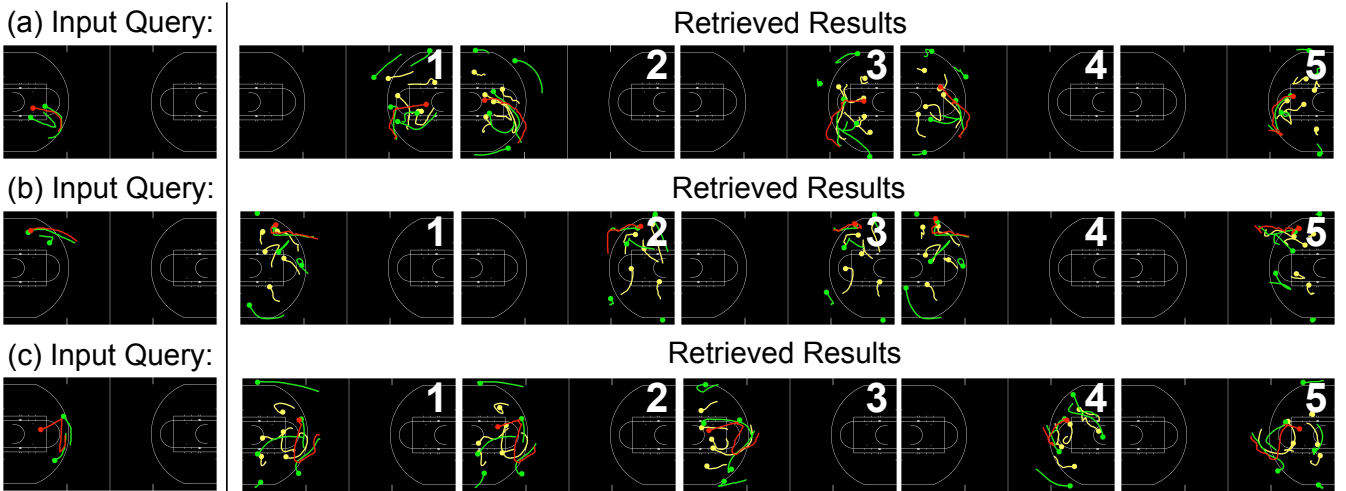 (a) Input Query:
Retrieved Results
1 2 3 4 5
(b) Input Query:
Retrieved Results
1 2 3 4 5
(c) Input Query:
Retrieved Results
1 2 3 4 5